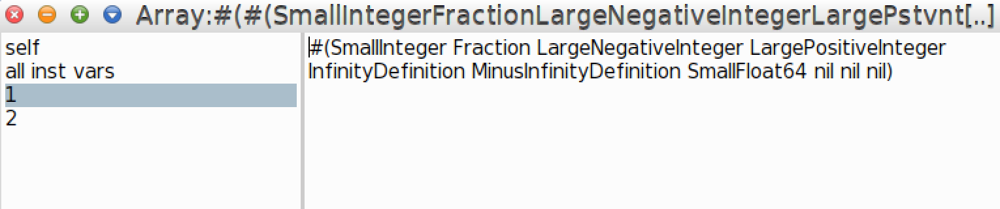 Array:#(#(SmallIntegerFractionLargeNegativeIntegerLargePstvnt[..]
self
all inst vars
1
2
#(SmallInteger Fraction LargeNegativeInteger LargePositiveInteger
InfinityDefinition MinusInfinityDefinition SmallFloat64 nil nil nil)